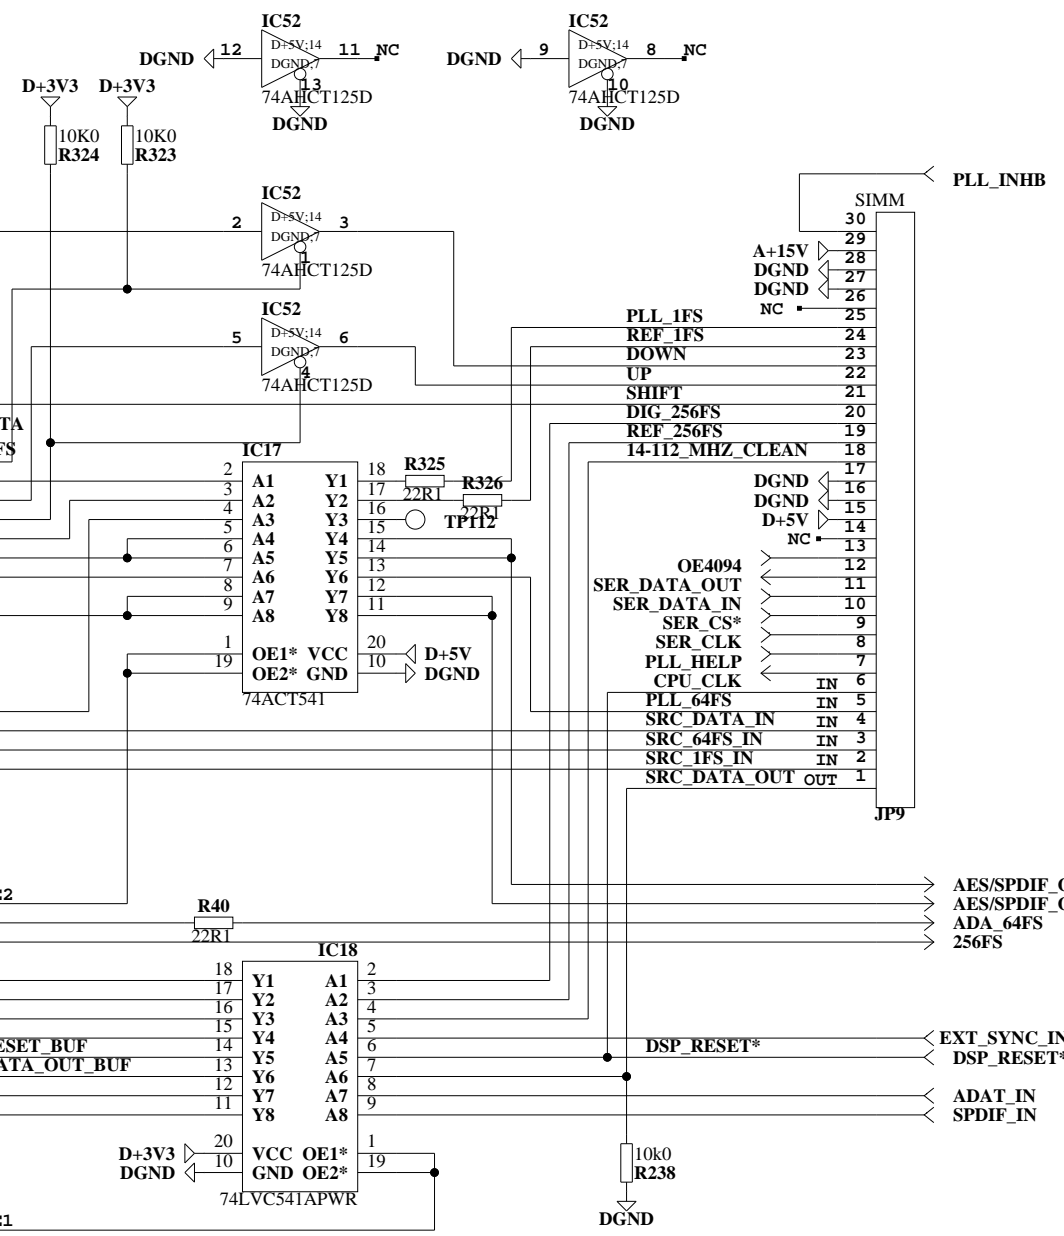 IC52 IC52
DGND 12 D+5V;14 DGND;7 11 NC
DGND 9 D+5V;14 DGND;7 8 NC
13 10
74AHCT125D 74AHCT125D
DGND DGND
D+3V3 D+3V3
10K0 R324
10K0 R323
PLL_INHB
IC52
2 D+5V;14 DGND;7 3
1
74AHCT125D
IC52
5 D+5V;14 DGND;7 6
4
74AHCT125D
SIMM
30
29
A+15V 28
DGND 27
DGND 26
NC 25
PLL_1FS 24
REF_1FS 23
DOWN 22
UP 21
SHIFT 20
DIG_256FS 19
REF_256FS 18
14-112_MHZ_CLEAN 17
DGND 16
DGND 15
D+5V 14
NC 13
OE4094 12
SER_DATA_OUT 11
SER_DATA_IN 10
SER_CS* 9
SER_CLK 8
PLL_HELP 7
CPU_CLK IN 6
PLL_64FS IN 5
SRC_DATA_IN IN 4
SRC_64FS_IN IN 3
SRC_1FS_IN IN 2
SRC_DATA_OUT OUT 1
JP9
TA
FS
IC17
2 A1 Y1 18 R325 22R1
3 A2 Y2 17 R326 22R1
4 A3 Y3 16 TP112
5 A4 Y4 15
6 A5 Y5 14
7 A6 Y6 13
8 A7 Y7 12
9 A8 Y8 11
1 OE1* VCC 20 D+5V
19 OE2* GND 10 DGND
74ACT541
2
AES/SPDIF_O
AES/SPDIF_O
R40 ADA_64FS
22R1 256FS
IC18
18 Y1 A1 2
17 Y2 A2 3
16 Y3 A3 4
15 Y4 A4 5 EXT_SYNC_IN
ESET_BUF 14 Y5 A5 6 DSP_RESET* DSP_RESET*
ATA_OUT_BUF 13 Y6 A6 7
12 Y7 A7 8 ADAT_IN
11 Y8 A8 9 SPDIF_IN
D+3V3 20 VCC OE1* 1
DGND 10 GND OE2* 19
74LVC541APWR
10k0
R238
DGND
1